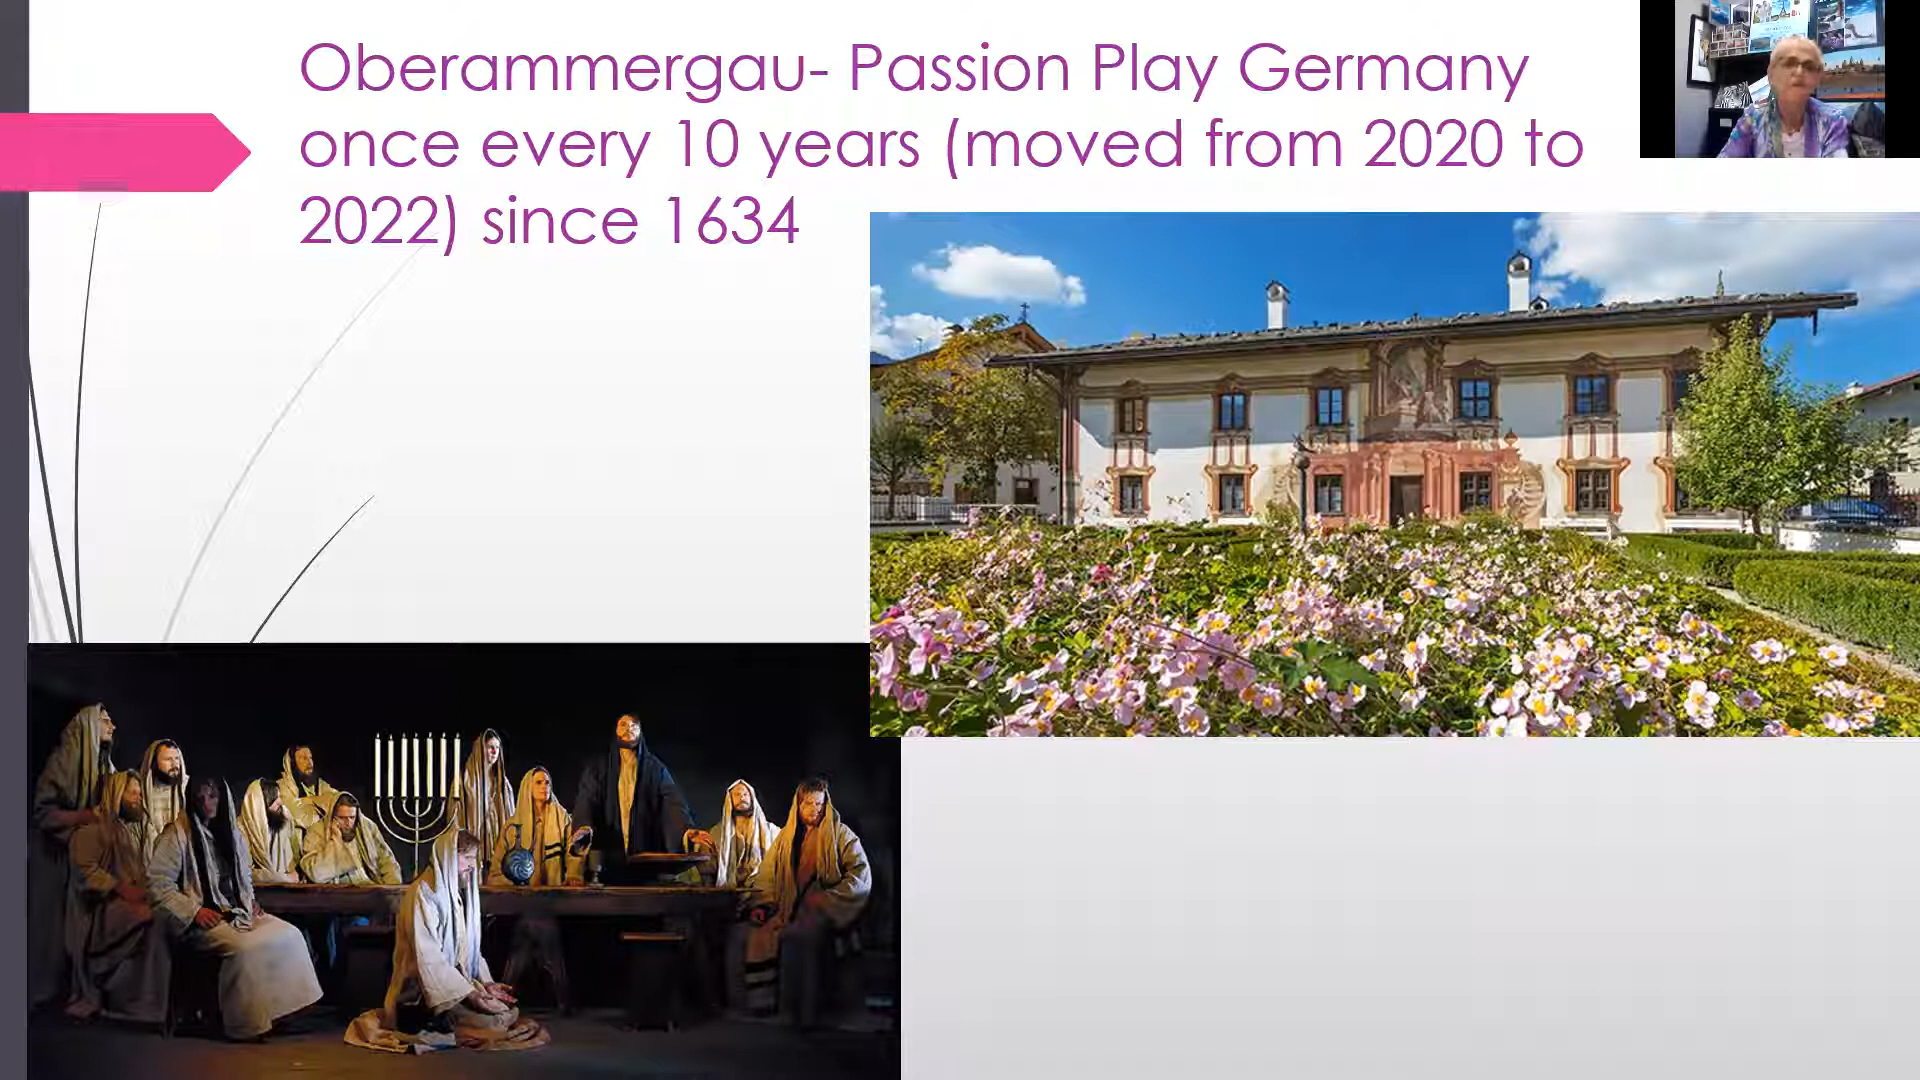 Oberammergau- Passion Play Germany
once every 10 years (moved from 2020 to
2022) since 1634